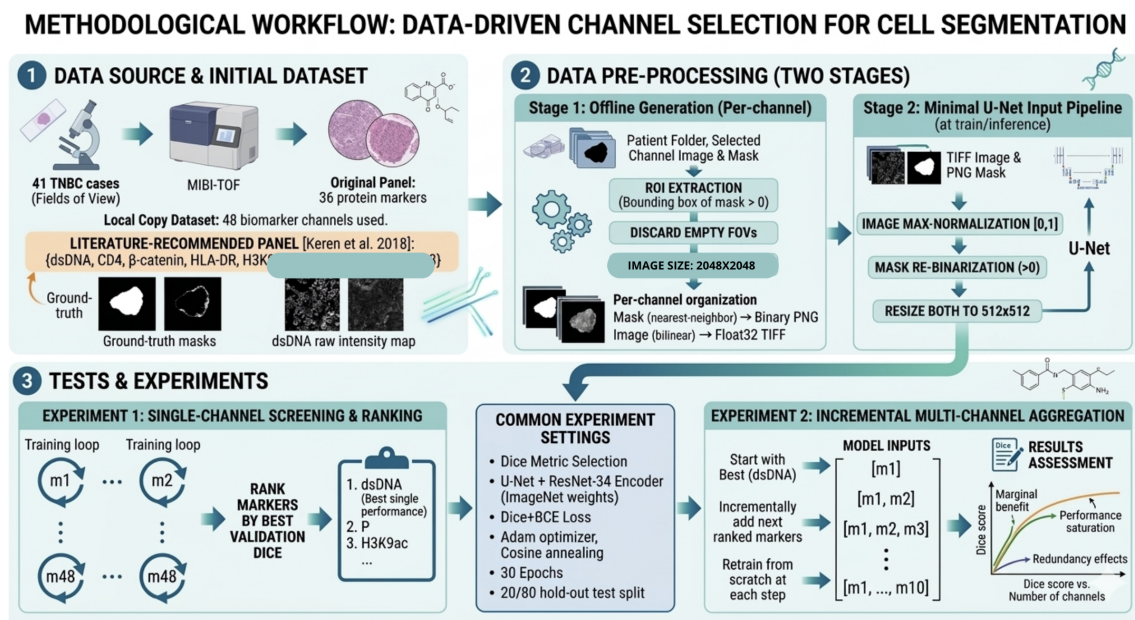 METHODOLOGICAL WORKFLOW: DATA-DRIVEN CHANNEL SELECTION FOR CELL SEGMENTATION
1 DATA SOURCE & INITIAL DATASET
41 TNBC cases
(Fields of View)
MIBI-TOF
Original Panel:
36 protein markers
Local Copy Dataset: 48 biomarker channels used.
LITERATURE-RECOMMENDED PANEL [Keren et al. 2018]:
{dsDNA, CD4, β-catenin, HLA-DR, H3K9
Ground-
truth
Ground-truth masks
dsDNA raw intensity map
2 DATA PRE-PROCESSING (TWO STAGES)
Stage 1: Offline Generation (Per-channel)
Patient Folder, Selected
Channel Image & Mask
ROI EXTRACTION
(Bounding box of mask > 0)
DISCARD EMPTY FOVs
IMAGE SIZE: 2048X2048
Per-channel organization
Mask (nearest-neighbor) → Binary PNG
Image (bilinear) → Float32 TIFF
Stage 2: Minimal U-Net Input Pipeline
(at train/inference)
TIFF Image &
PNG Mask
IMAGE MAX-NORMALIZATION [0,1]
MASK RE-BINARIZATION (>0)
RESIZE BOTH TO 512x512
U-Net
3 TESTS & EXPERIMENTS
EXPERIMENT 1: SINGLE-CHANNEL SCREENING & RANKING
Training loop
Training loop
m1 ... m2
m48 ... m48
RANK
MARKERS
BY BEST
VALIDATION
DICE
1. dsDNA
(Best single
performance)
2. P
3. H3K9ac
...
COMMON EXPERIMENT
SETTINGS
• Dice Metric Selection
• U-Net + ResNet-34 Encoder
(ImageNet weights)
• Dice+BCE Loss
• Adam optimizer,
Cosine annealing
• 30 Epochs
• 20/80 hold-out test split
EXPERIMENT 2: INCREMENTAL MULTI-CHANNEL AGGREGATION
Start with
Best (dsDNA)
Incrementally
add next
ranked markers
Retrain from
scratch at
each step
MODEL INPUTS
[m1]
[m1, m2]
[m1, m2, m3]
[m1, ..., m10]
Dice
RESULTS
ASSESSMENT
Dice score
Marginal
benefit
Performance
saturation
Redundancy effects
Dice score vs.
Number of channels